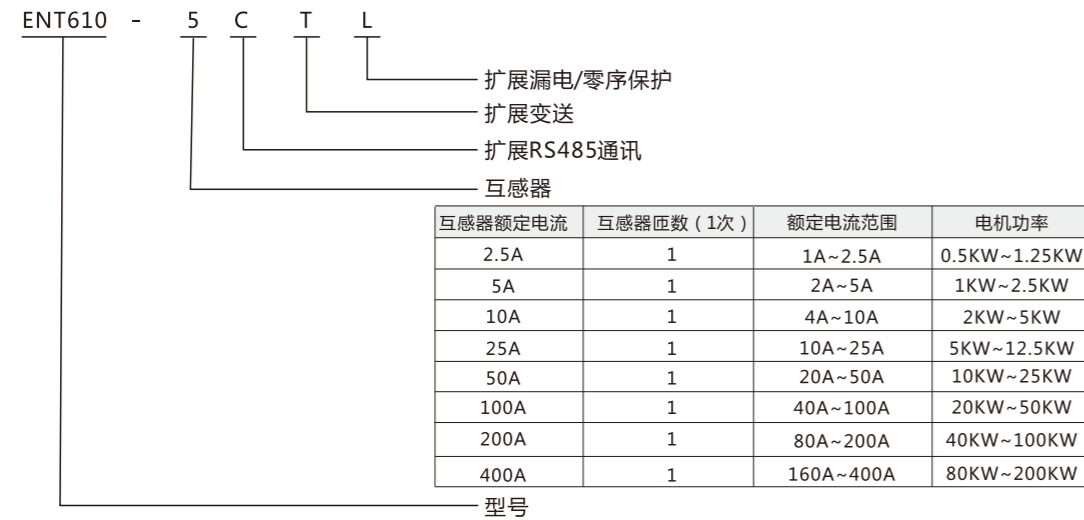 ENT610 - 5 C T L
扩展漏电/零序保护
扩展变送
扩展RS485通讯
互感器
互感器额定电流 互感器匝数（1次） 额定电流范围 电机功率
2.5A 1 1A~2.5A 0.5KW~1.25KW
5A 1 2A~5A 1KW~2.5KW
10A 1 4A~10A 2KW~5KW
25A 1 10A~25A 5KW~12.5KW
50A 1 20A~50A 10KW~25KW
100A 1 40A~100A 20KW~50KW
200A 1 80A~200A 40KW~100KW
400A 1 160A~400A 80KW~200KW
型号